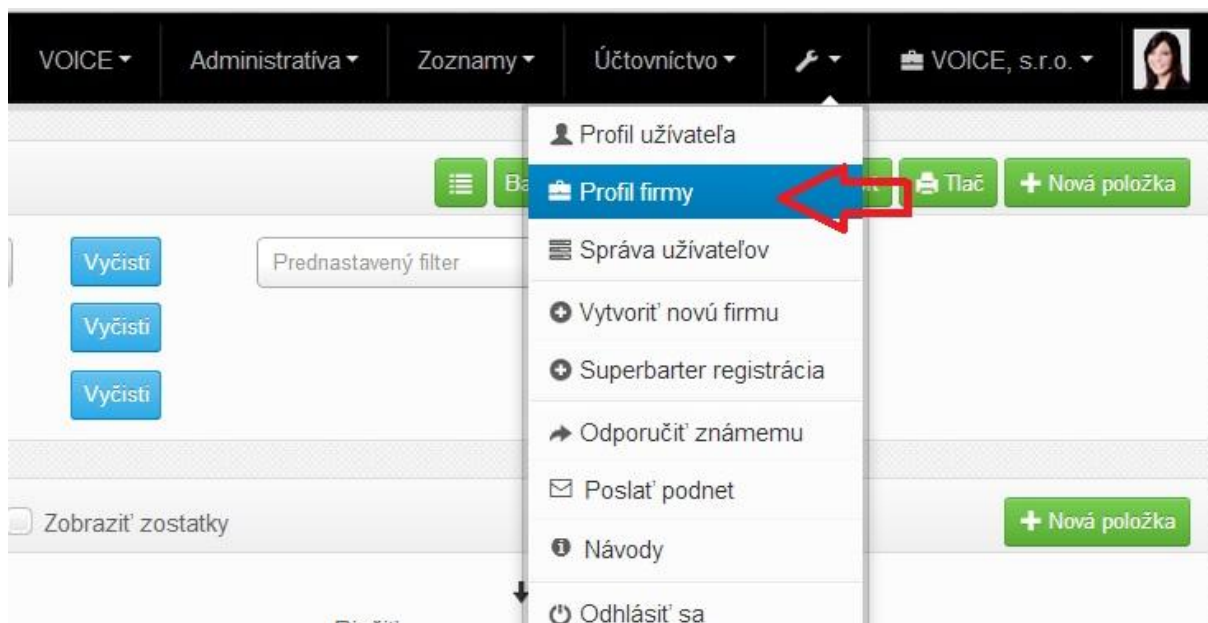 VOICE Administratíva Zoznamy Účtovníctvo VOICE, s.r.o.
Profil užívateľa
Profil firmy
Tlač
Nová položka
Správa užívateľov
Vyčisti
Prednastavený filter
Vytvoriť novú firmu
Vyčisti
Superbarter registrácia
Vyčisti
Odporučiť známemu
Poslať podnet
Zobraziť zostatky
Nová položka
Návody
Odhlásiť sa